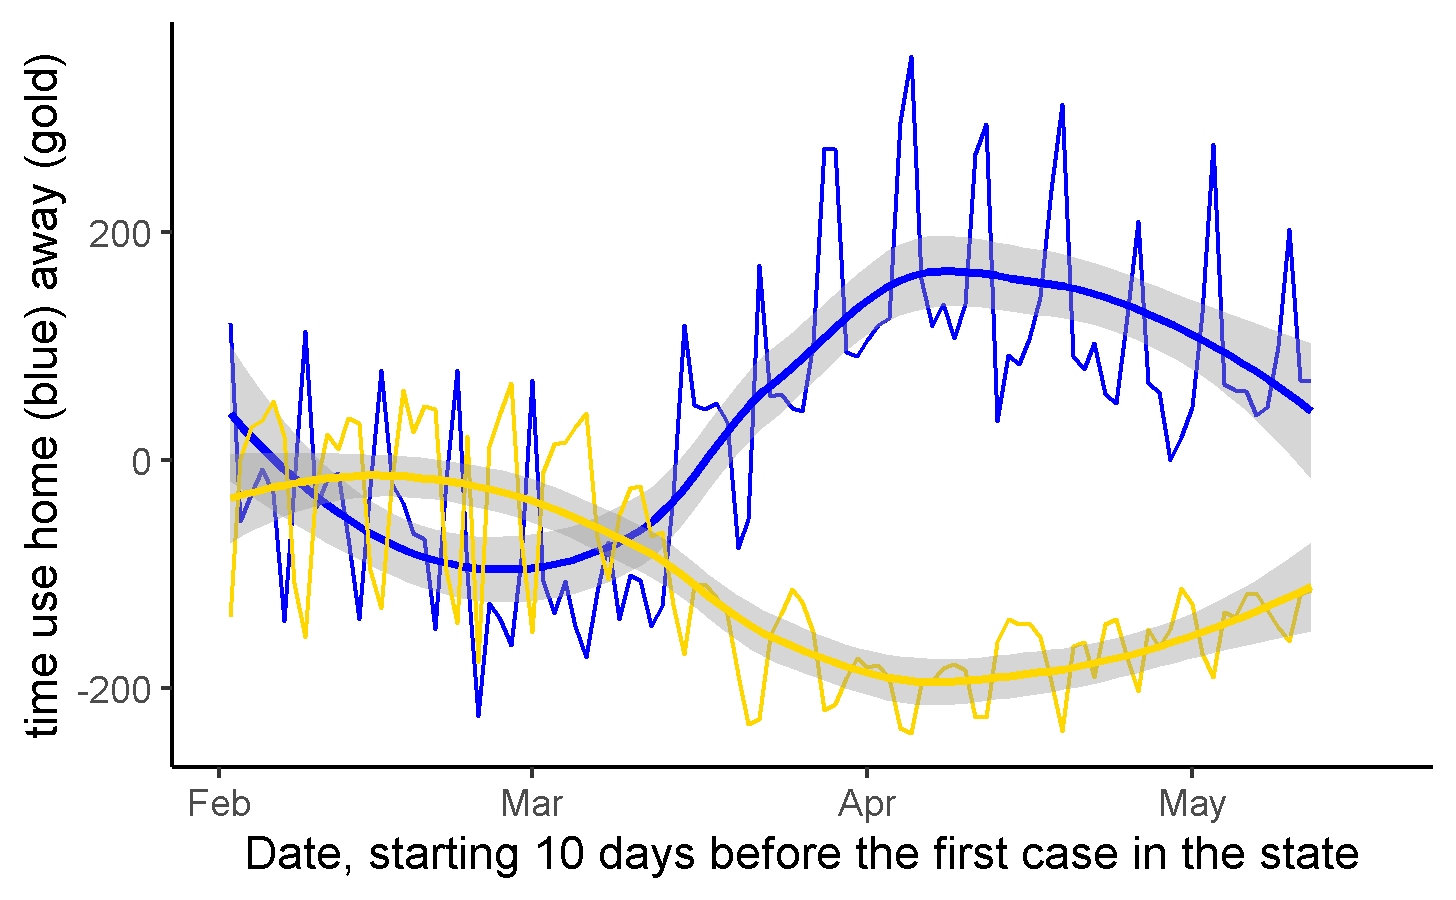 time use home (blue) away (gold)
200
0
-200
Feb Mar Apr May
Date, starting 10 days before the first case in the state